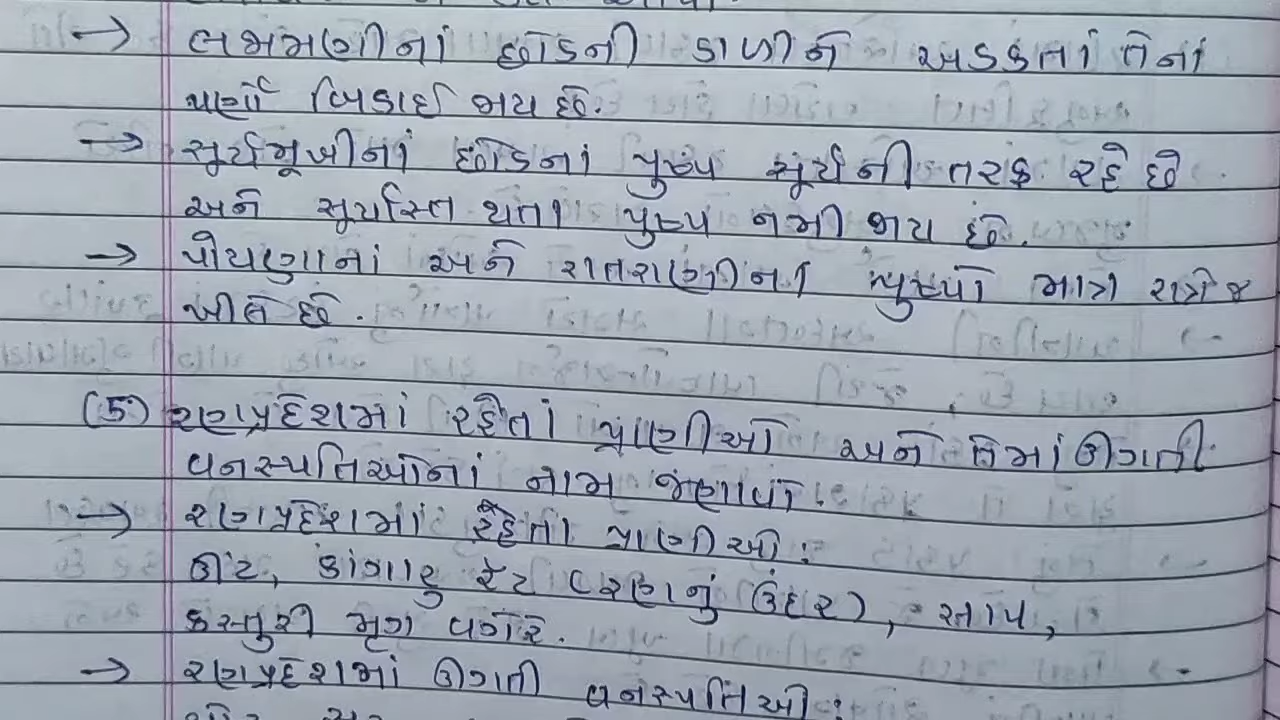 → લજામણીનાં છોડની ડાળીને અડકતાં તેનાં
પર્ણો બિડાઈ જાય છે.
→ સૂર્યમૂખીનાં છોડનાં પુષ્પ સૂર્યની તરફ રહે છે
અને સૂર્યાસ્ત થતા પુષ્પ નમી જાય છે.
→ પોયણાનાં અને રાતરાણીના પુષ્પો માત્ર રાત્રે જ
ખીલે છે.
(5) રણપ્રદેશમાં રહેતાં પ્રાણીઓ અને તેમાં ઊગતી
વનસ્પતિઓનાં નામ જણાવો.
→ રણપ્રદેશમાં રહેતા પ્રાણીઓ:
ઊંટ, કાંગારુ રેટ (રણનું ઉંદર), સાપ,
કસ્તુરી મૃગ વગેરે.
→ રણપ્રદેશમાં ઊગતી વનસ્પતિઓ: